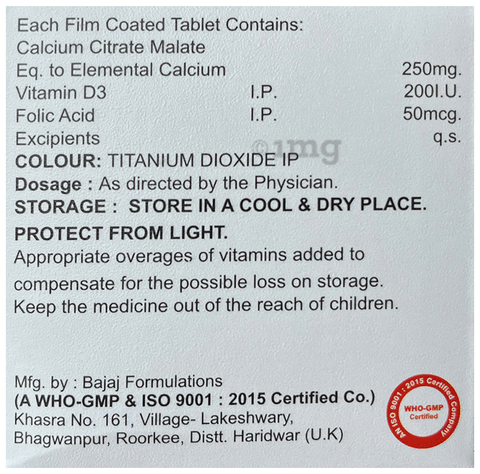 Each Film Coated Tablet Contains:
Calcium Citrate Malate
Eq. to Elemental Calcium 250mg.
Vitamin D3 I.P. 200I.U.
Folic Acid I.P. 50mcg.
Excipients q.s.
©1mg
COLOUR: TITANIUM DIOXIDE IP
Dosage : As directed by the Physician.
STORAGE : STORE IN A COOL & DRY PLACE.
PROTECT FROM LIGHT.
Appropriate overages of vitamins added to
compensate for the possible loss on storage.
Keep the medicine out of the reach of children.
Mfg. by : Bajaj Formulations
(A WHO-GMP & ISO 9001 : 2015 Certified Co.)
Khasra No. 161, Village- Lakeshwary,
Bhagwanpur, Roorkee, Distt. Haridwar (U.K)
AN ISO 9001 : 2015 Certified Company
WHO-GMP
Certified